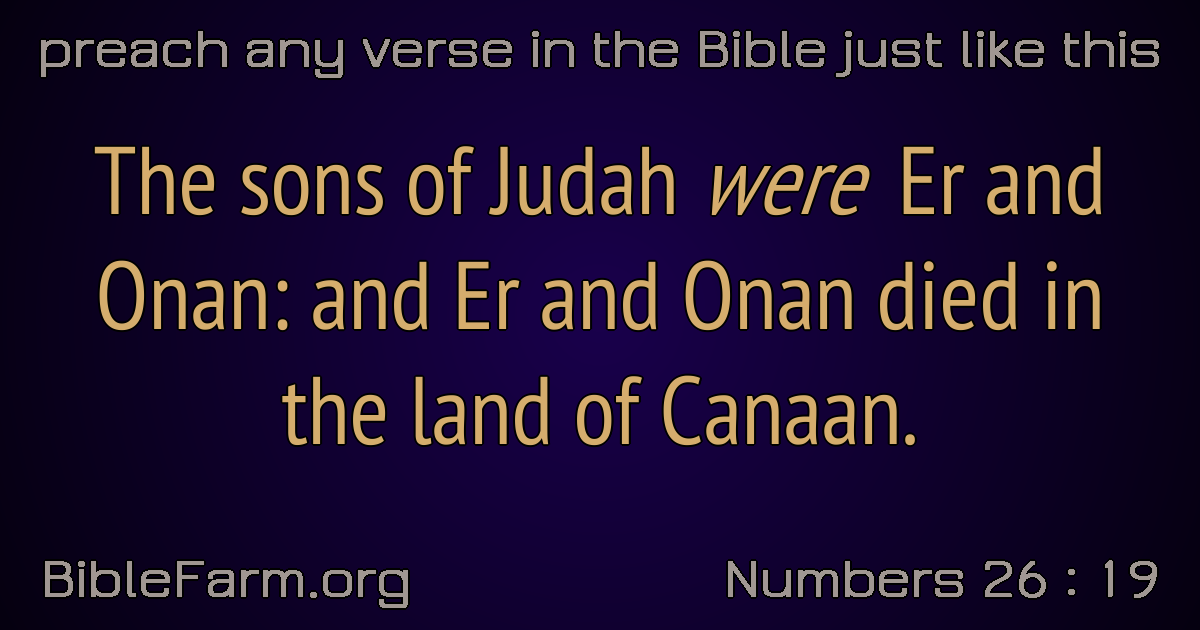 preach any verse in the Bible just like this
The sons of Judah were Er and
Onan: and Er and Onan died in
the land of Canaan.
BibleFarm.org
Numbers 26 : 19